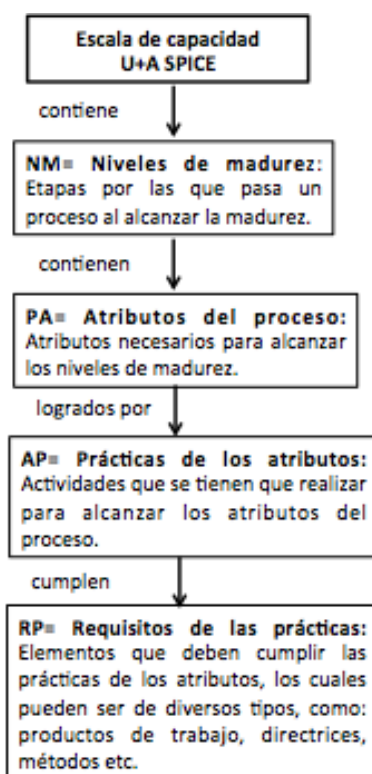 Escala de capacidad
U+A SPICE
contiene
NM= Niveles de madurez:
Etapas por las que pasa un
proceso al alcanzar la madurez.
contienen
PA= Atributos del proceso:
Atributos necesarios para alcanzar
los niveles de madurez.
logrados por
AP= Prácticas de los atributos:
Actividades que se tienen que realizar
para alcanzar los atributos del
proceso.
cumplen
RP= Requisitos de las prácticas:
Elementos que deben cumplir las
prácticas de los atributos, los cuales
pueden ser de diversos tipos, como:
productos de trabajo, directrices,
métodos etc.